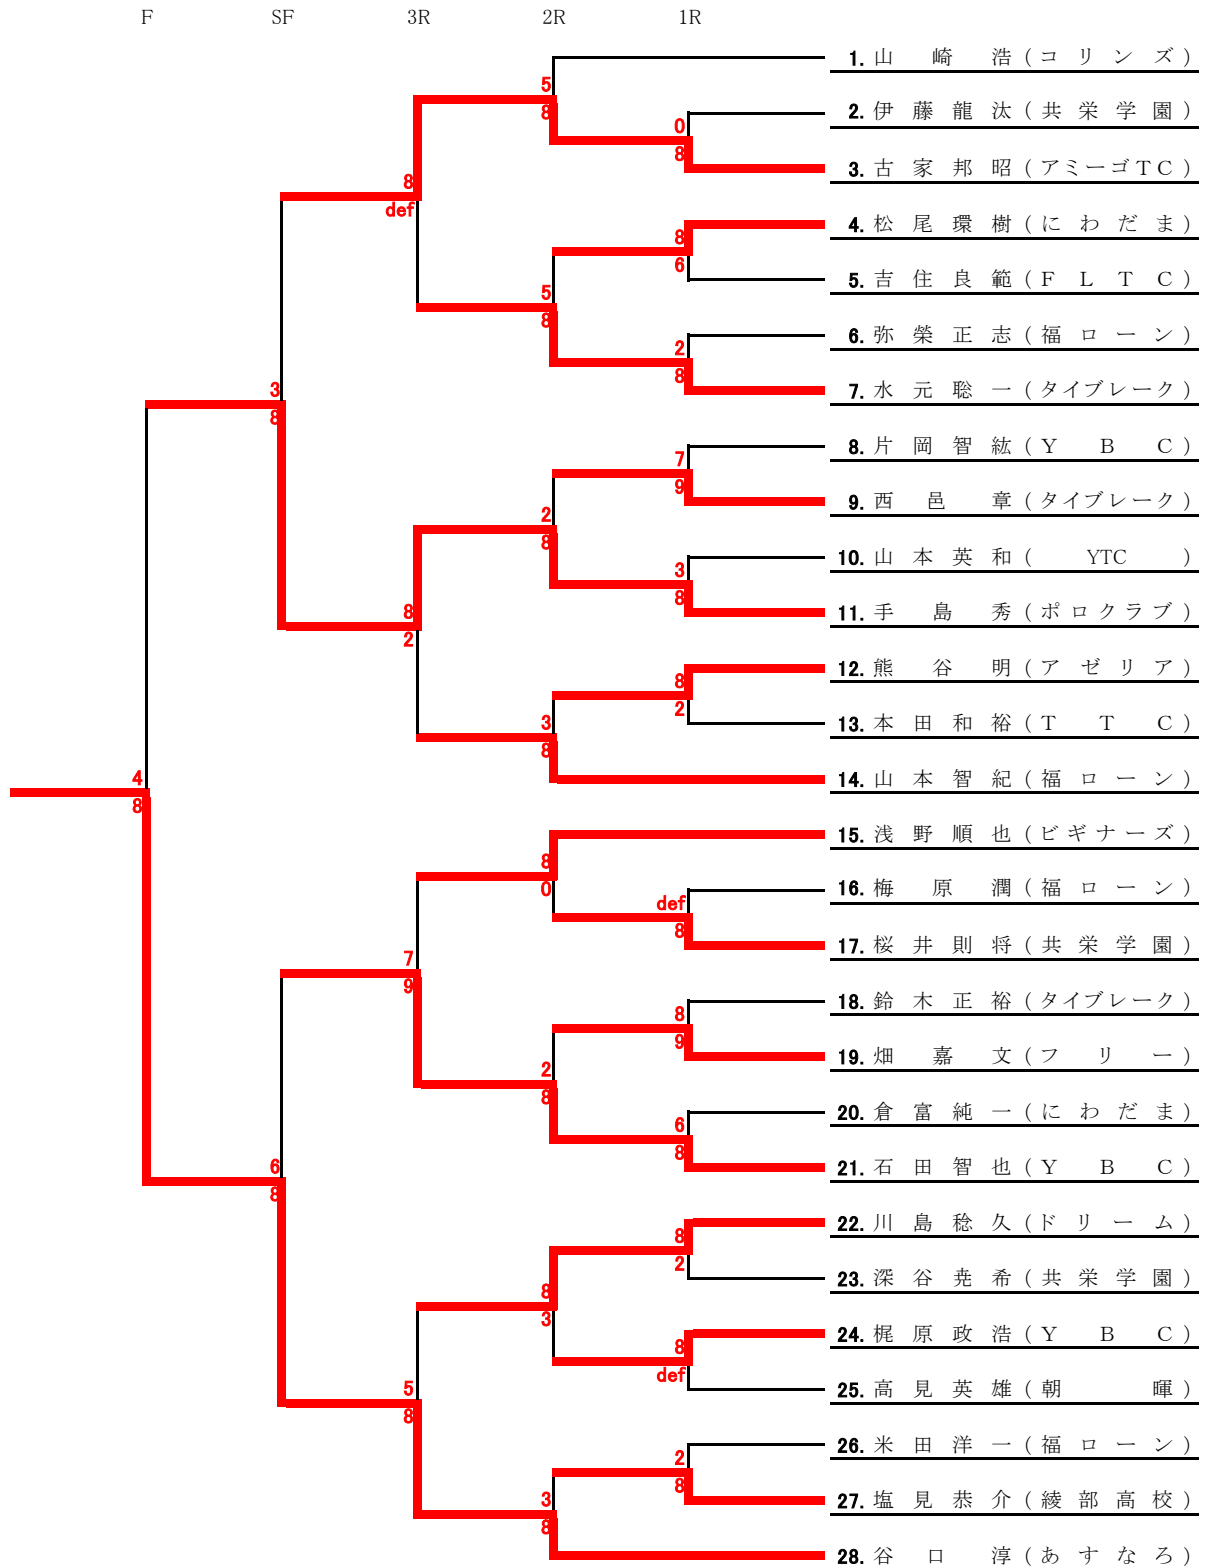 F SF 3R 2R 1R
1. 山崎 浩 (コリンズ)
5
8
2. 伊藤龍汰 (共栄学園)
0
8
3. 古家邦昭 (アミーゴTC)
8
def
4. 松尾環樹 (にわだま)
8
6
5. 吉住良範 (FLTC)
5
8
6. 弥榮正志 (福ローン)
2
8
7. 水元聡一 (タイブレーク)
3
8
8. 片岡智紘 (YBC)
7
9
9. 西邑 章 (タイブレーク)
2
8
10. 山本英和 (YTC)
3
8
11. 手島 秀 (ポロクラブ)
8
2
12. 熊谷 明 (アゼリア)
8
2
13. 本田和裕 (TTC)
3
8
14. 山本智紀 (福ローン)
4
8
15. 浅野順也 (ビギナーズ)
8
0
16. 梅原 潤 (福ローン)
def
8
17. 桜井則将 (共栄学園)
7
9
18. 鈴木正裕 (タイブレーク)
8
9
19. 畑 嘉文 (フリー)
2
8
20. 倉富純一 (にわだま)
6
8
21. 石田智也 (YBC)
6
8
22. 川島稔久 (ドリーム)
8
2
23. 深谷尭希 (共栄学園)
8
3
24. 梶原政浩 (YBC)
8
def
25. 高見英雄 (朝暉)
5
8
26. 米田洋一 (福ローン)
2
8
27. 塩見恭介 (綾部高校)
3
8
28. 谷口 淳 (あすなろ)